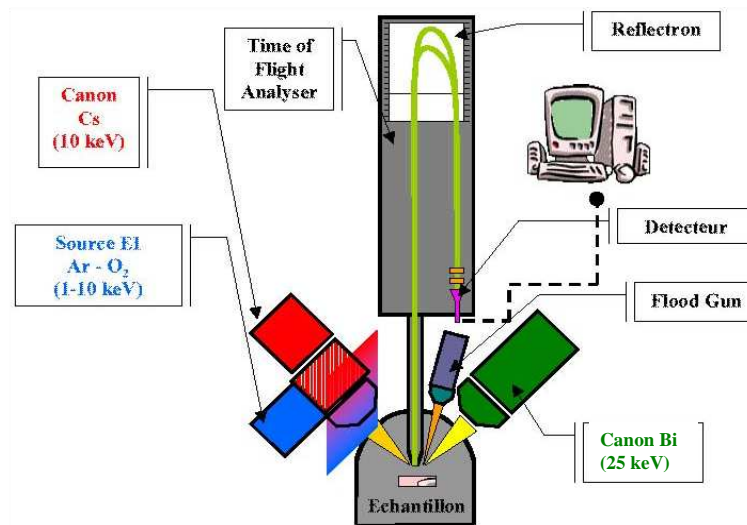 Reflectron
Time of
Flight
Analyser
Canon
Cs
(10 keV)
Source EI
Ar - O₂
(1-10 keV)
Detecteur
Flood Gun
Canon Bi
(25 keV)
Echantillon